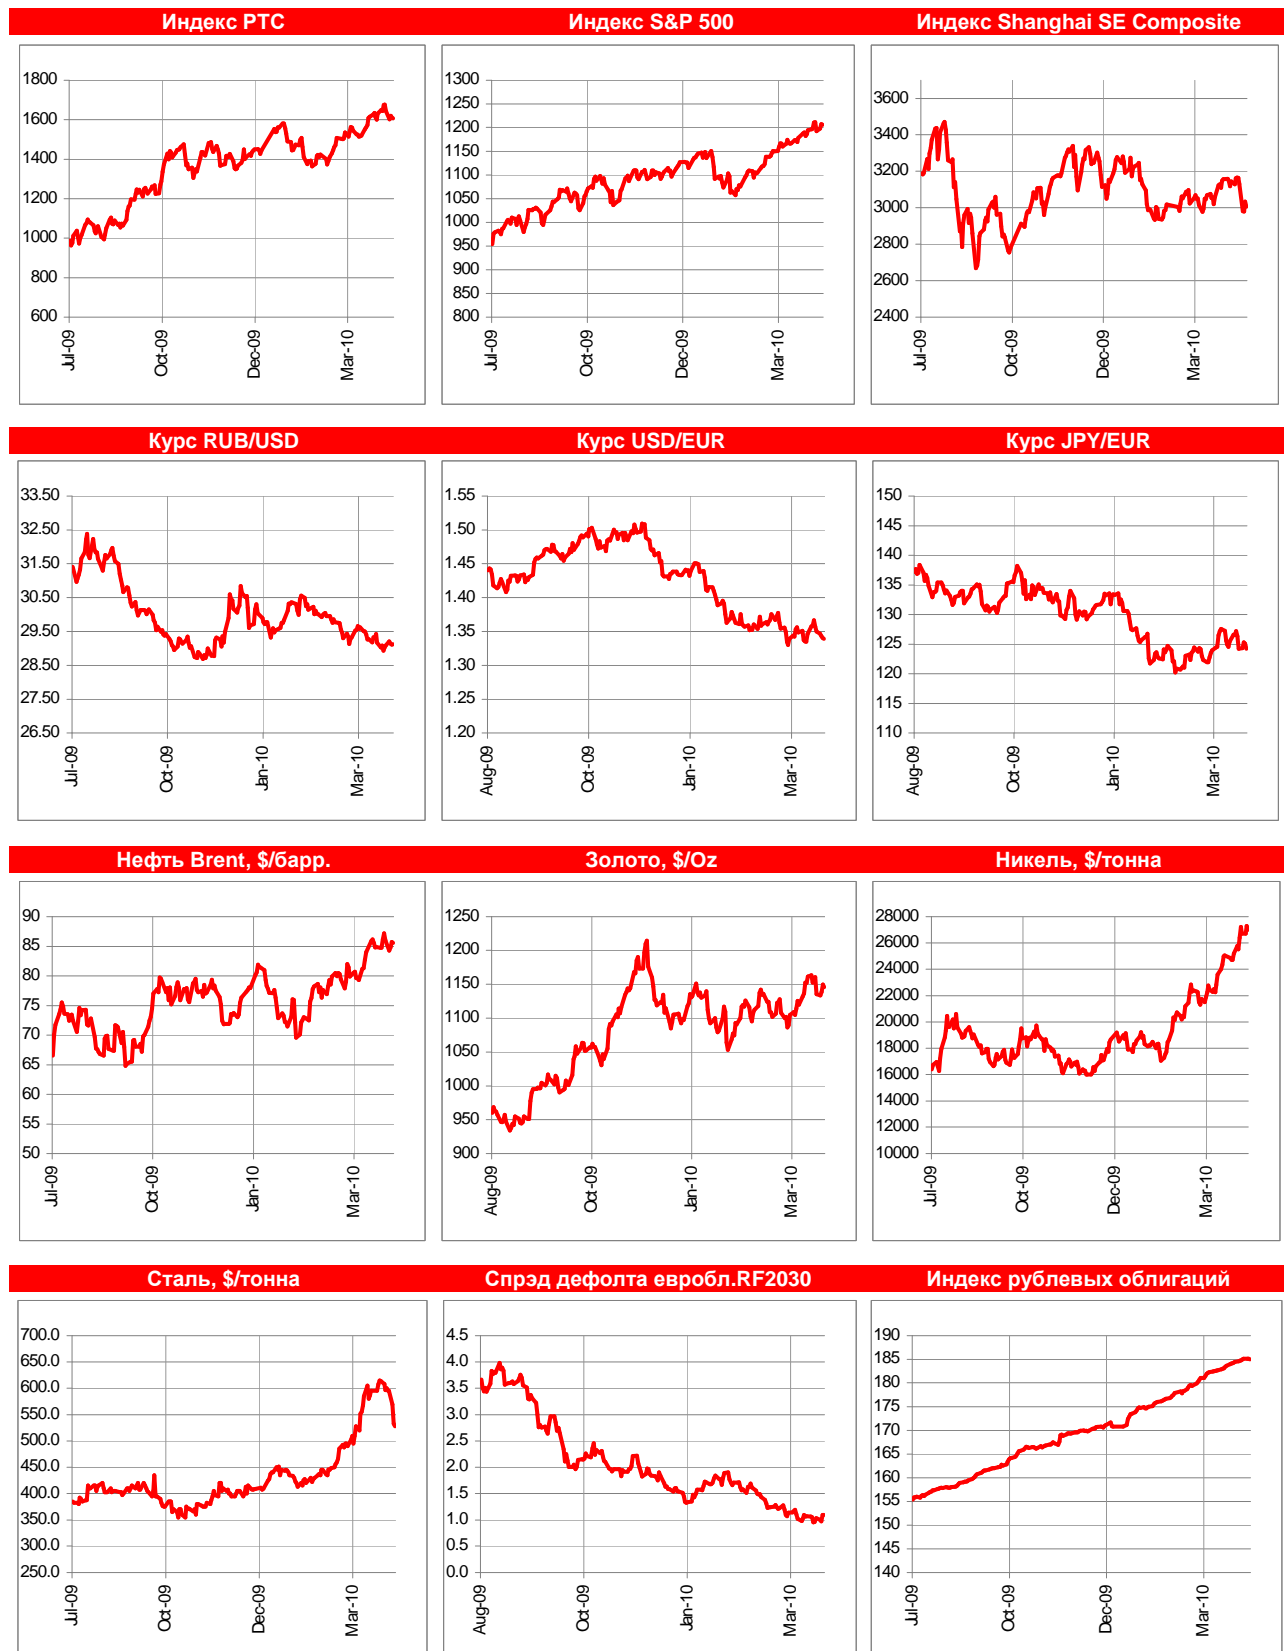 Индекс РТС
Индекс S&P 500
Индекс Shanghai SE Composite
1800
1600
1400
1200
1000
800
600
Jul-09
Oct-09
Dec-09
Mar-10
1300
1250
1200
1150
1100
1050
1000
950
900
850
800
Jul-09
Oct-09
Dec-09
Mar-10
3600
3400
3200
3000
2800
2600
2400
Jul-09
Oct-09
Dec-09
Mar-10
Курс RUB/USD
Курс USD/EUR
Курс JPY/EUR
33.50
32.50
31.50
30.50
29.50
28.50
27.50
26.50
Jul-09
Oct-09
Jan-10
Mar-10
1.55
1.50
1.45
1.40
1.35
1.30
1.25
1.20
Aug-09
Oct-09
Jan-10
Mar-10
150
145
140
135
130
125
120
115
110
Aug-09
Oct-09
Jan-10
Mar-10
Нефть Brent, $/барр.
Золото, $/Oz
Никель, $/тонна
90
85
80
75
70
65
60
55
50
Jul-09
Oct-09
Jan-10
Mar-10
1250
1200
1150
1100
1050
1000
950
900
Aug-09
Oct-09
Jan-10
Mar-10
28000
26000
24000
22000
20000
18000
16000
14000
12000
10000
Jul-09
Oct-09
Dec-09
Mar-10
Сталь, $/тонна
Спрэд дефолта евробл.RF2030
Индекс рублевых облигаций
700.0
650.0
600.0
550.0
500.0
450.0
400.0
350.0
300.0
250.0
Jul-09
Oct-09
Dec-09
Mar-10
4.5
4.0
3.5
3.0
2.5
2.0
1.5
1.0
0.5
0.0
Aug-09
Oct-09
Jan-10
Mar-10
190
185
180
175
170
165
160
155
150
145
140
Jul-09
Oct-09
Dec-09
Mar-10